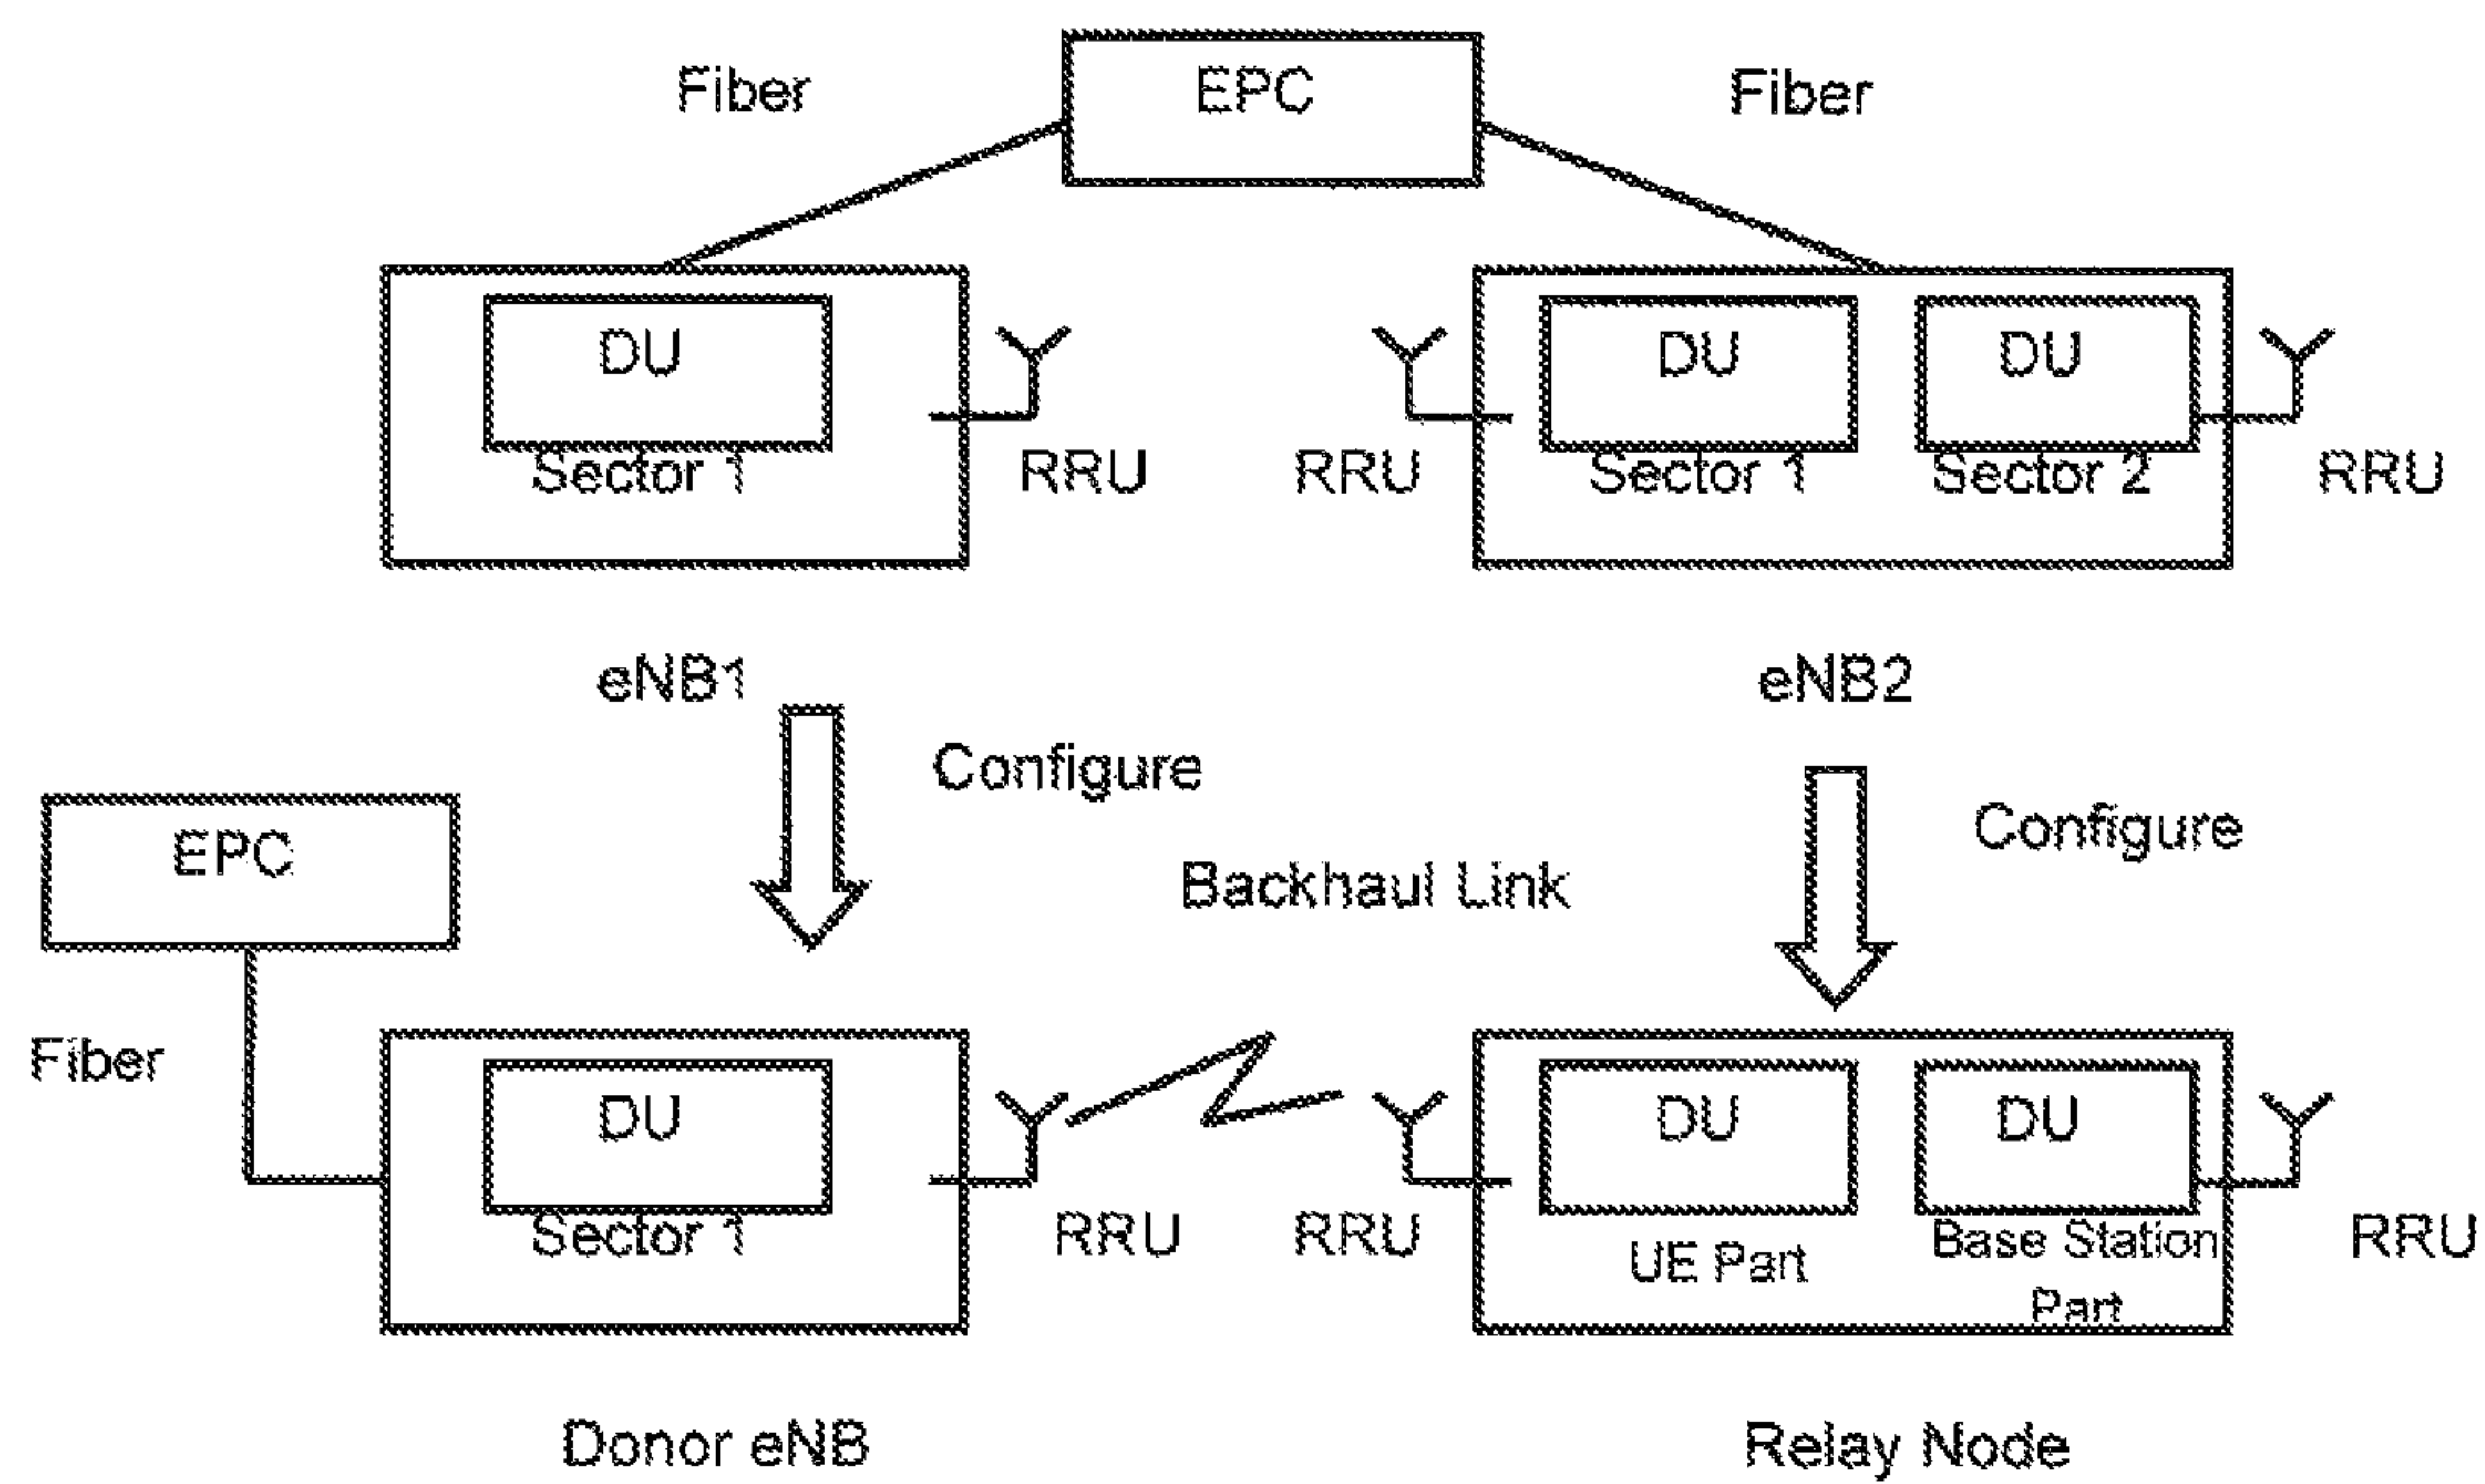 Fiber
EPC
Fiber
DU
DU
DU
Sector 1
RRU
RRU
Sector 1
Sector 2
RRU
eNB1
eNB2
Configure
EPC
Configure
Backhaul Link
Fiber
DU
DU
DU
Sector 1
RRU
RRU
UE Part
Base Station
Part
RRU
Donor eNB
Relay Node